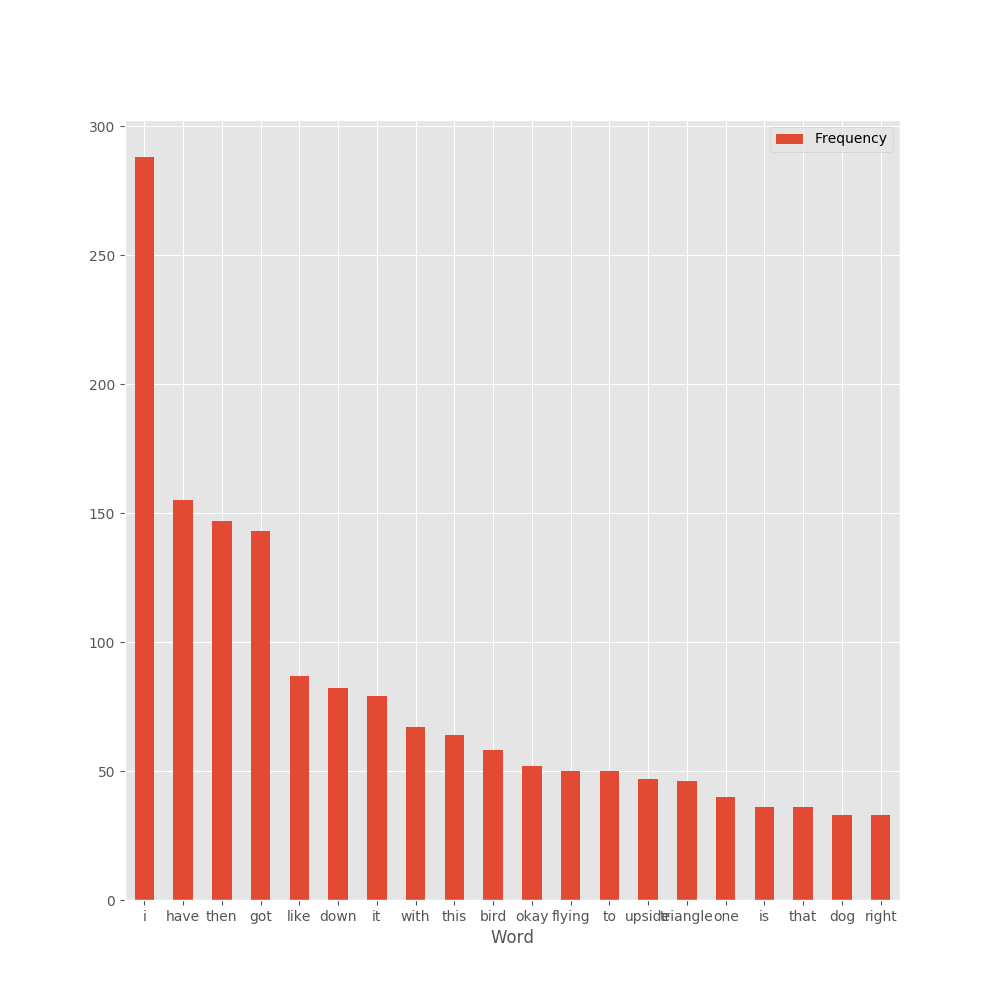 300
Frequency
250
200
150
100
50
0
i have then got like down it with this bird okay flying to upside triangle one is that dog right
Word